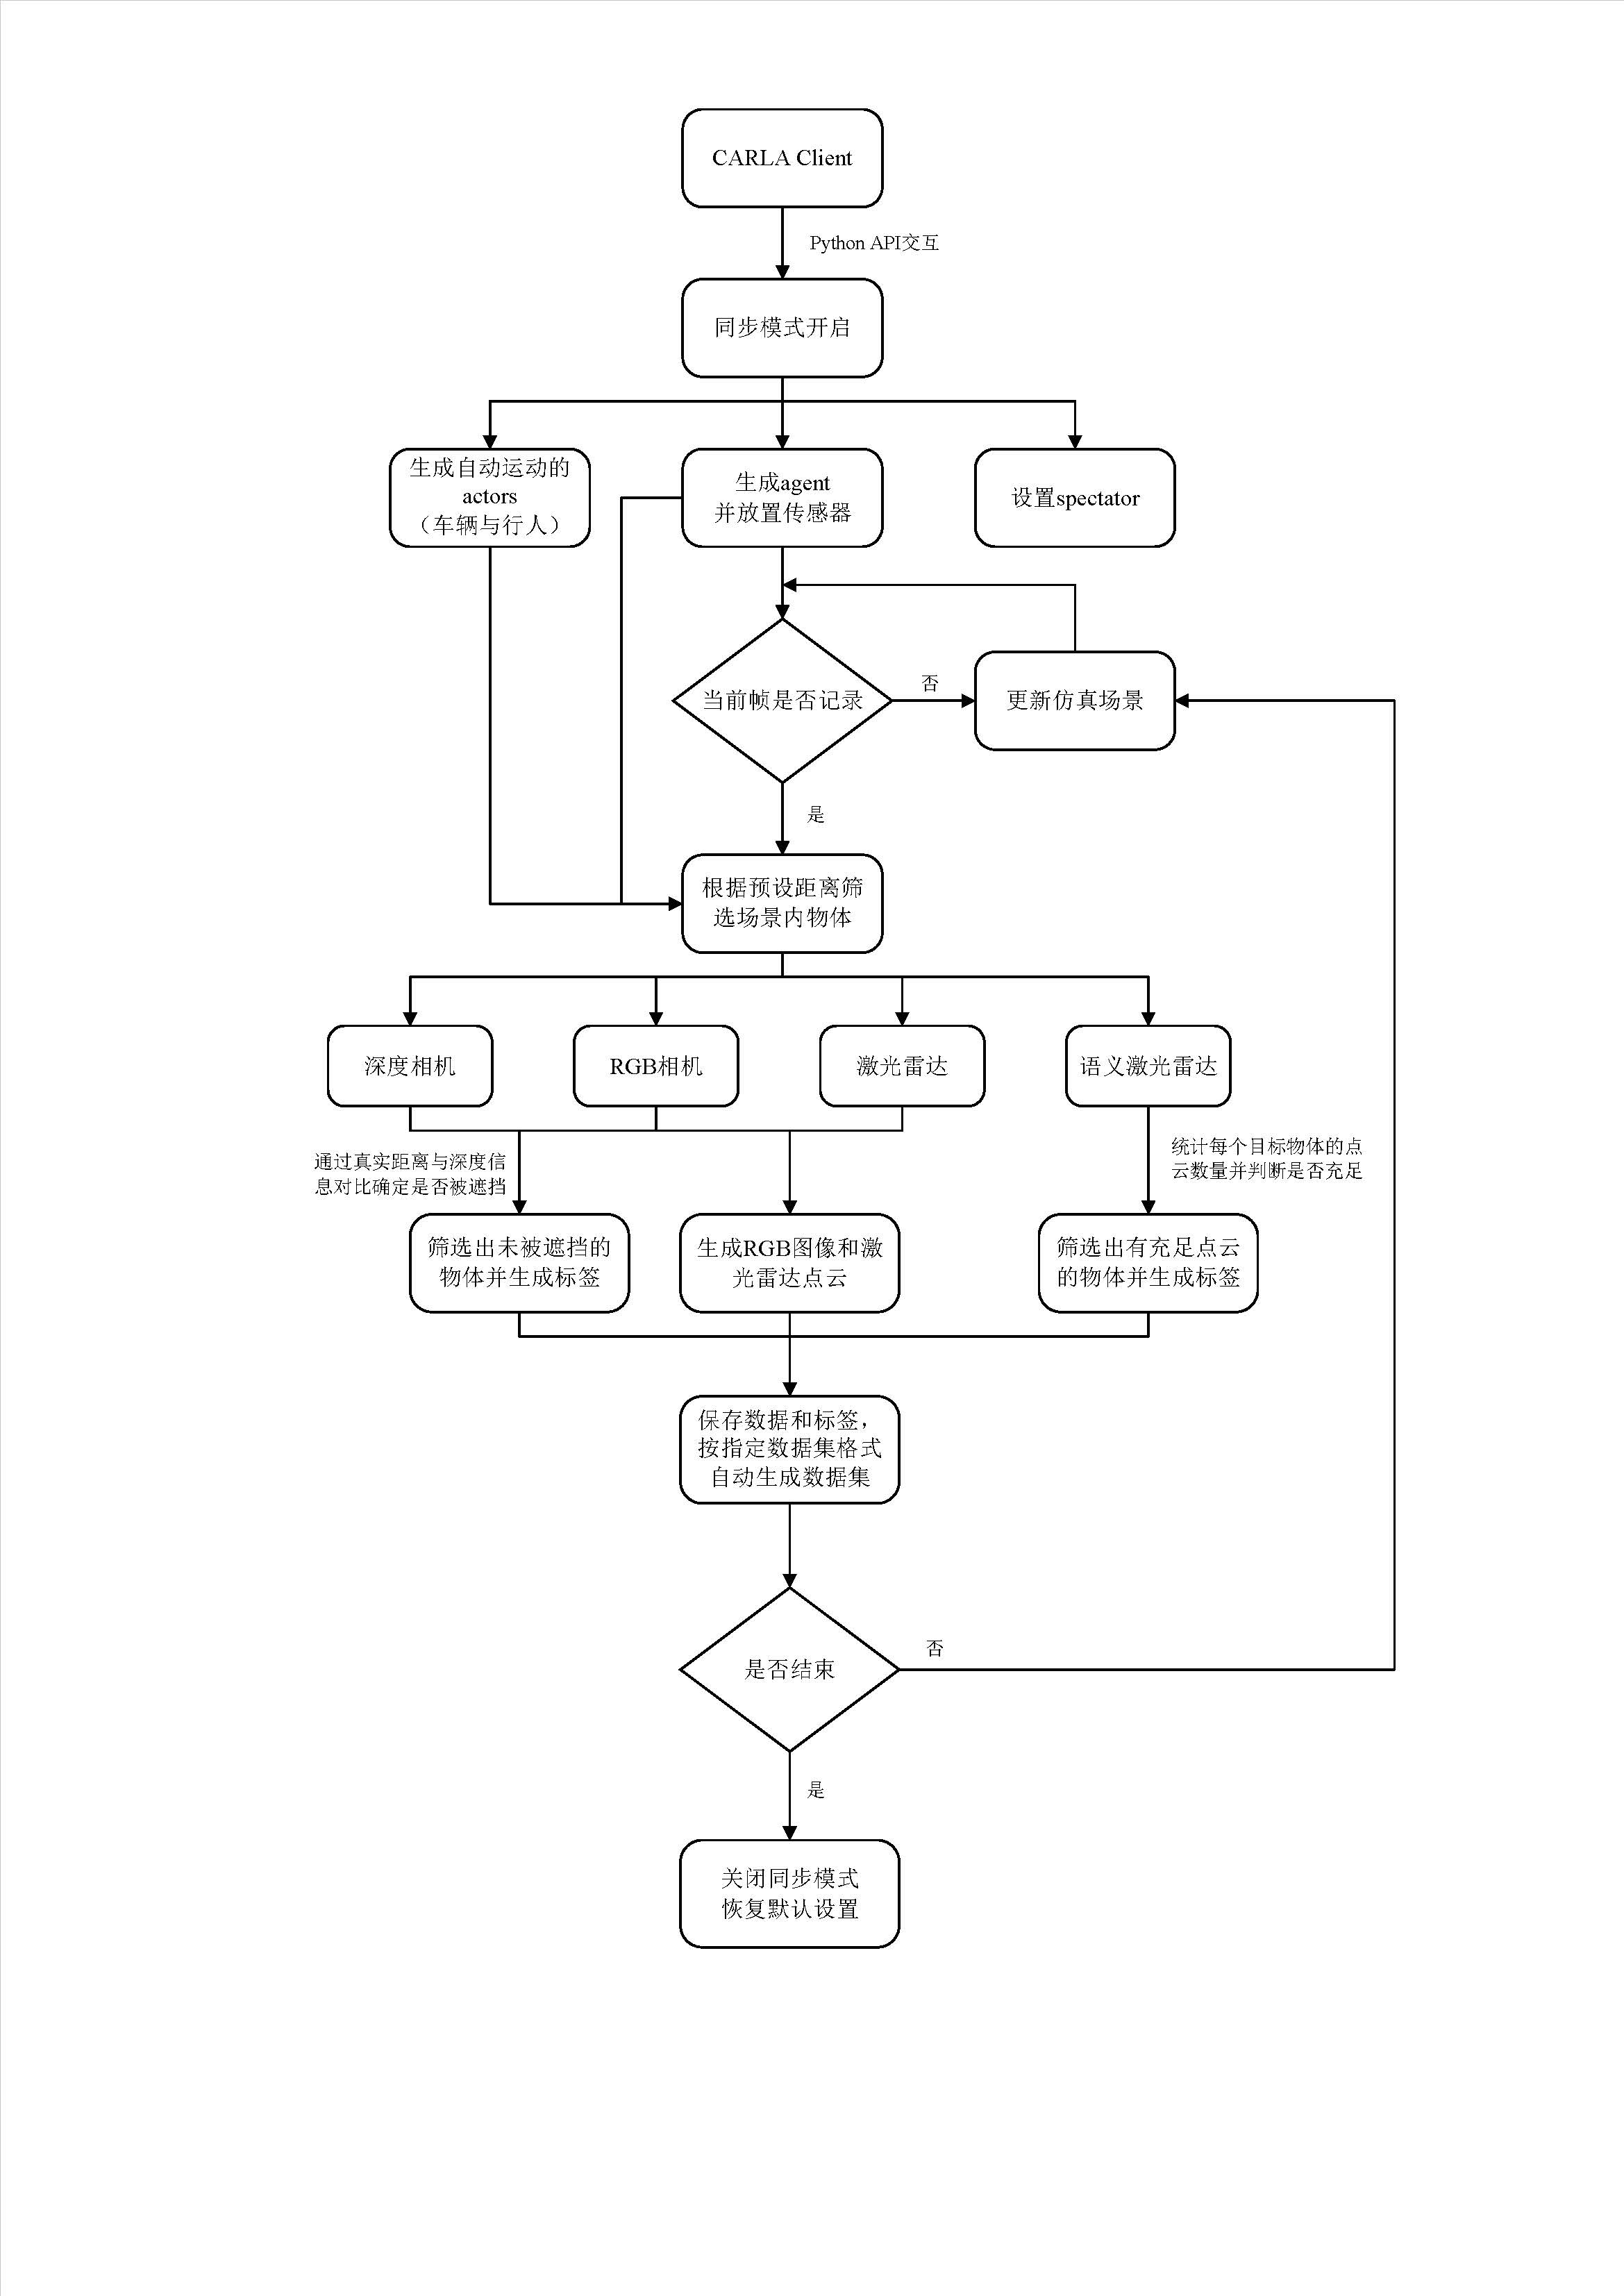 CARLA Client
Python API交互
同步模式开启
生成自动运动的
actors
（车辆与行人）
生成agent
并放置传感器
设置spectator
当前帧是否记录
否
更新仿真场景
是
根据预设距离筛
选场景内物体
深度相机
RGB相机
激光雷达
语义激光雷达
通过真实距离与深度信
息对比确定是否被遮挡
统计每个目标物体的点
云数量并判断是否充足
筛选出未被遮挡的
物体并生成标签
生成RGB图像和激
光雷达点云
筛选出有充足点云
的物体并生成标签
保存数据和标签，
按指定数据集格式
自动生成数据集
是否结束
否
是
关闭同步模式
恢复默认设置